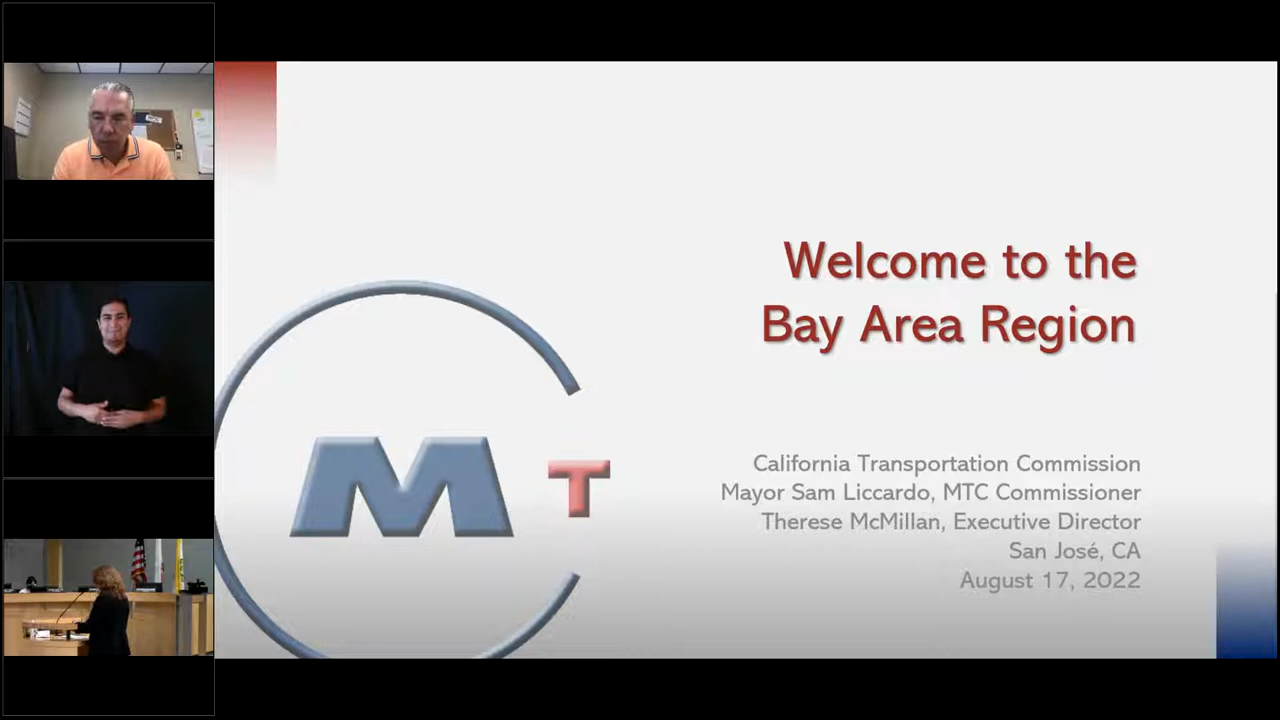 Welcome to the
Bay Area Region
MT
California Transportation Commission
Mayor Sam Liccardo, MTC Commissioner
Therese McMillan, Executive Director
San José, CA
August 17, 2022